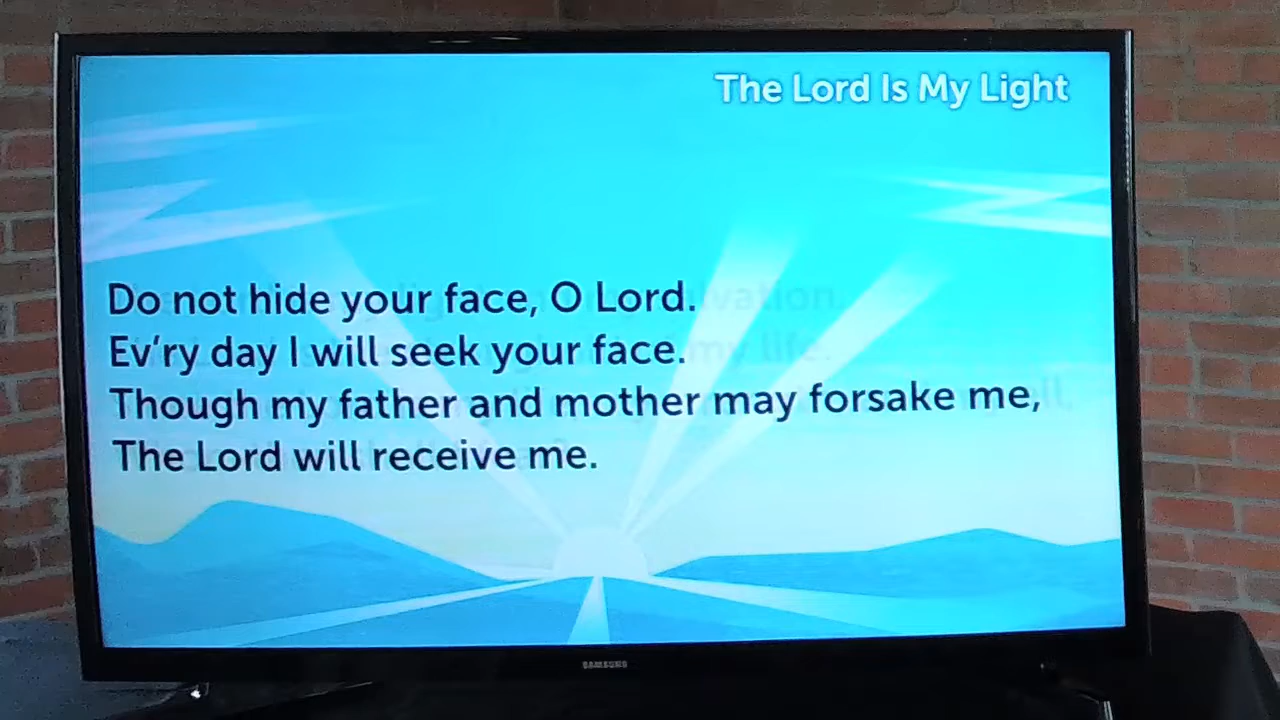 The Lord Is My Light
Do not hide your face, O Lord.
Ev'ry day I will seek your face.
Though my father and mother may forsake me,
The Lord will receive me.
SAMSUNG